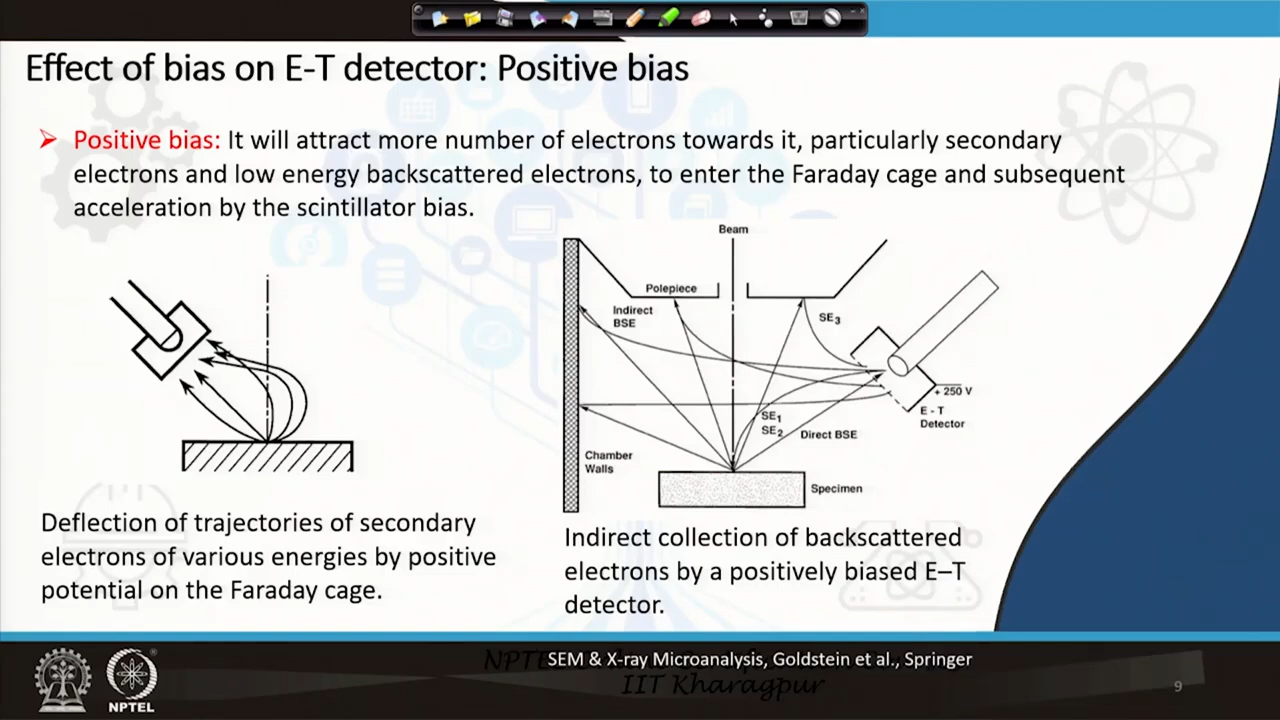 Effect of bias on E-T detector: Positive bias
➢ Positive bias: It will attract more number of electrons towards it, particularly secondary
electrons and low energy backscattered electrons, to enter the Faraday cage and subsequent
acceleration by the scintillator bias.
Beam
Polepiece
Indirect
BSE
SE3
+ 250 V
E - T
Detector
SE1
SE2
Direct BSE
Chamber
Walls
Specimen
Deflection of trajectories of secondary
electrons of various energies by positive
potential on the Faraday cage.
Indirect collection of backscattered
electrons by a positively biased E–T
detector.
SEM & X-ray Microanalysis, Goldstein et al., Springer
IIT Kharagpur
NPTEL
9